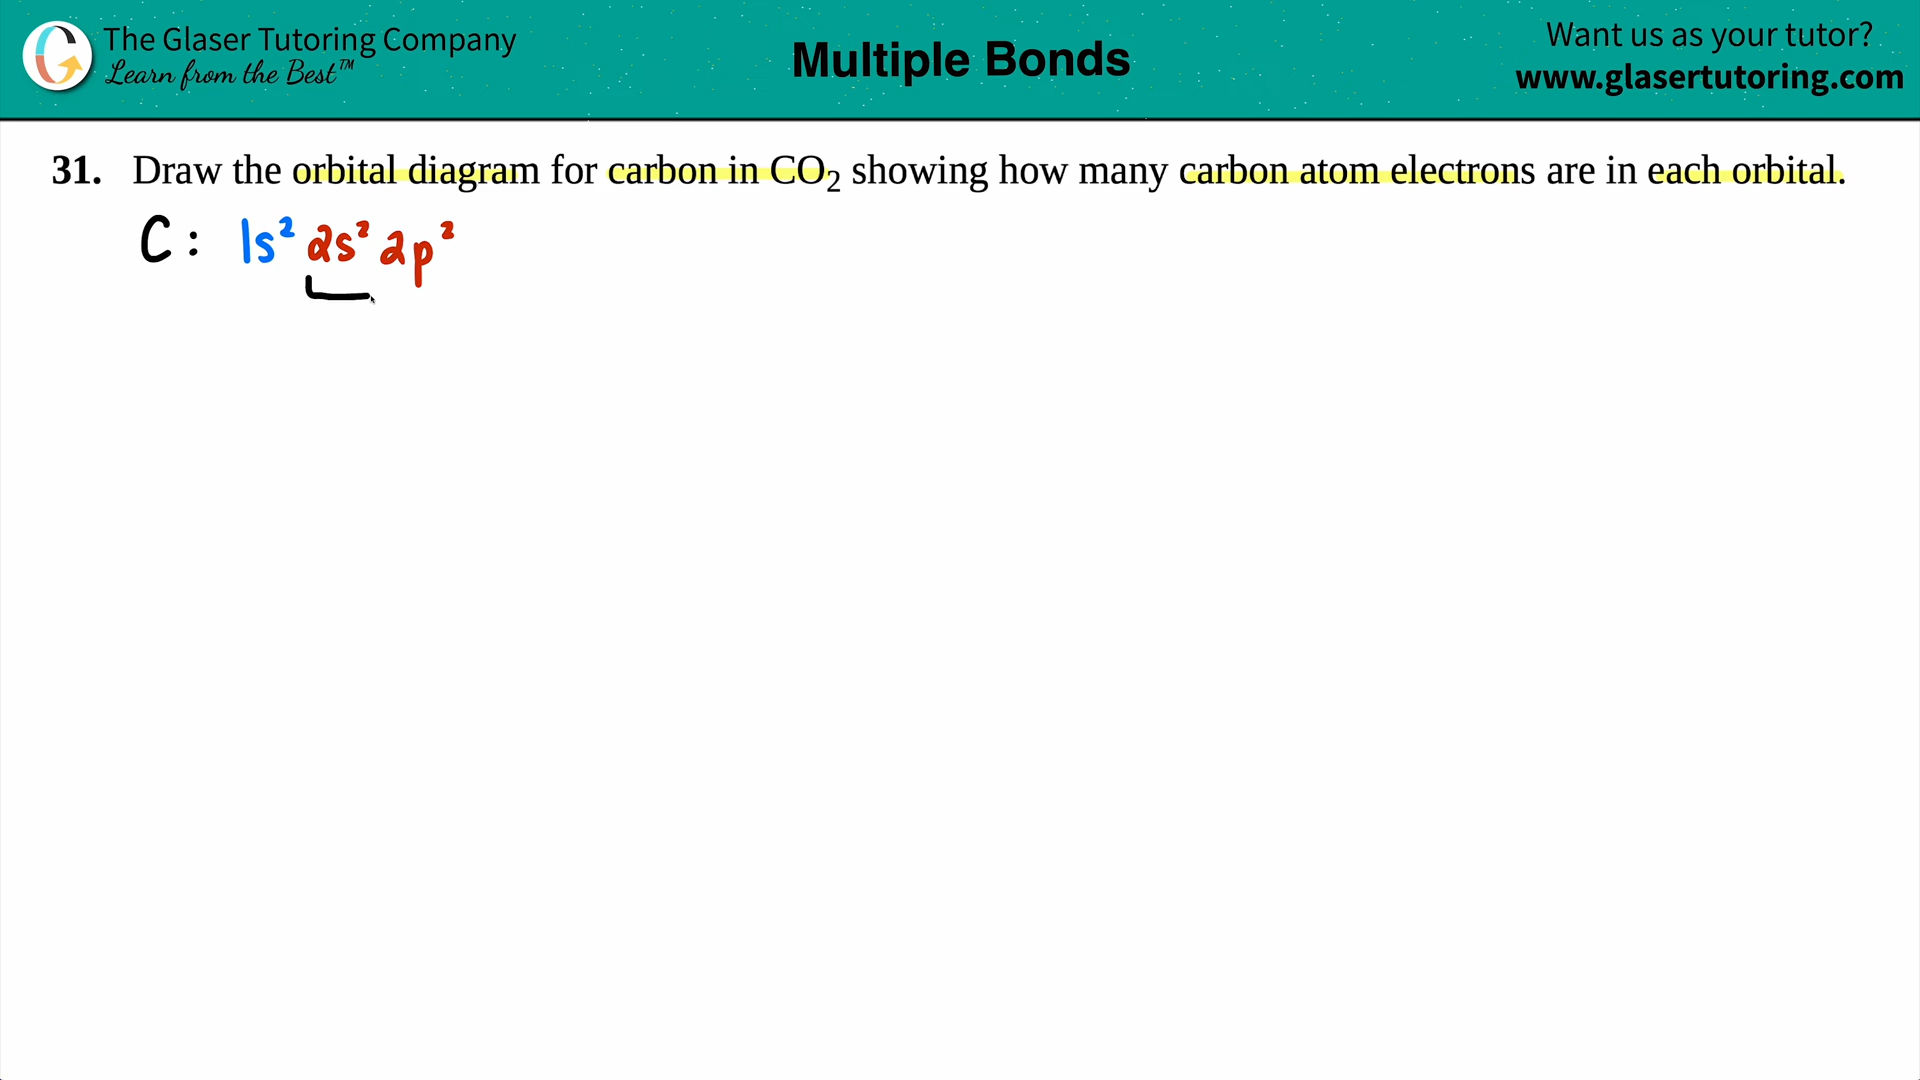 The Glaser Tutoring Company
Learn from the Best™
Multiple Bonds
Want us as your tutor?
www.glasertutoring.com
31. Draw the orbital diagram for carbon in CO₂ showing how many carbon atom electrons are in each orbital.
C: 1s² 2s² 2p²